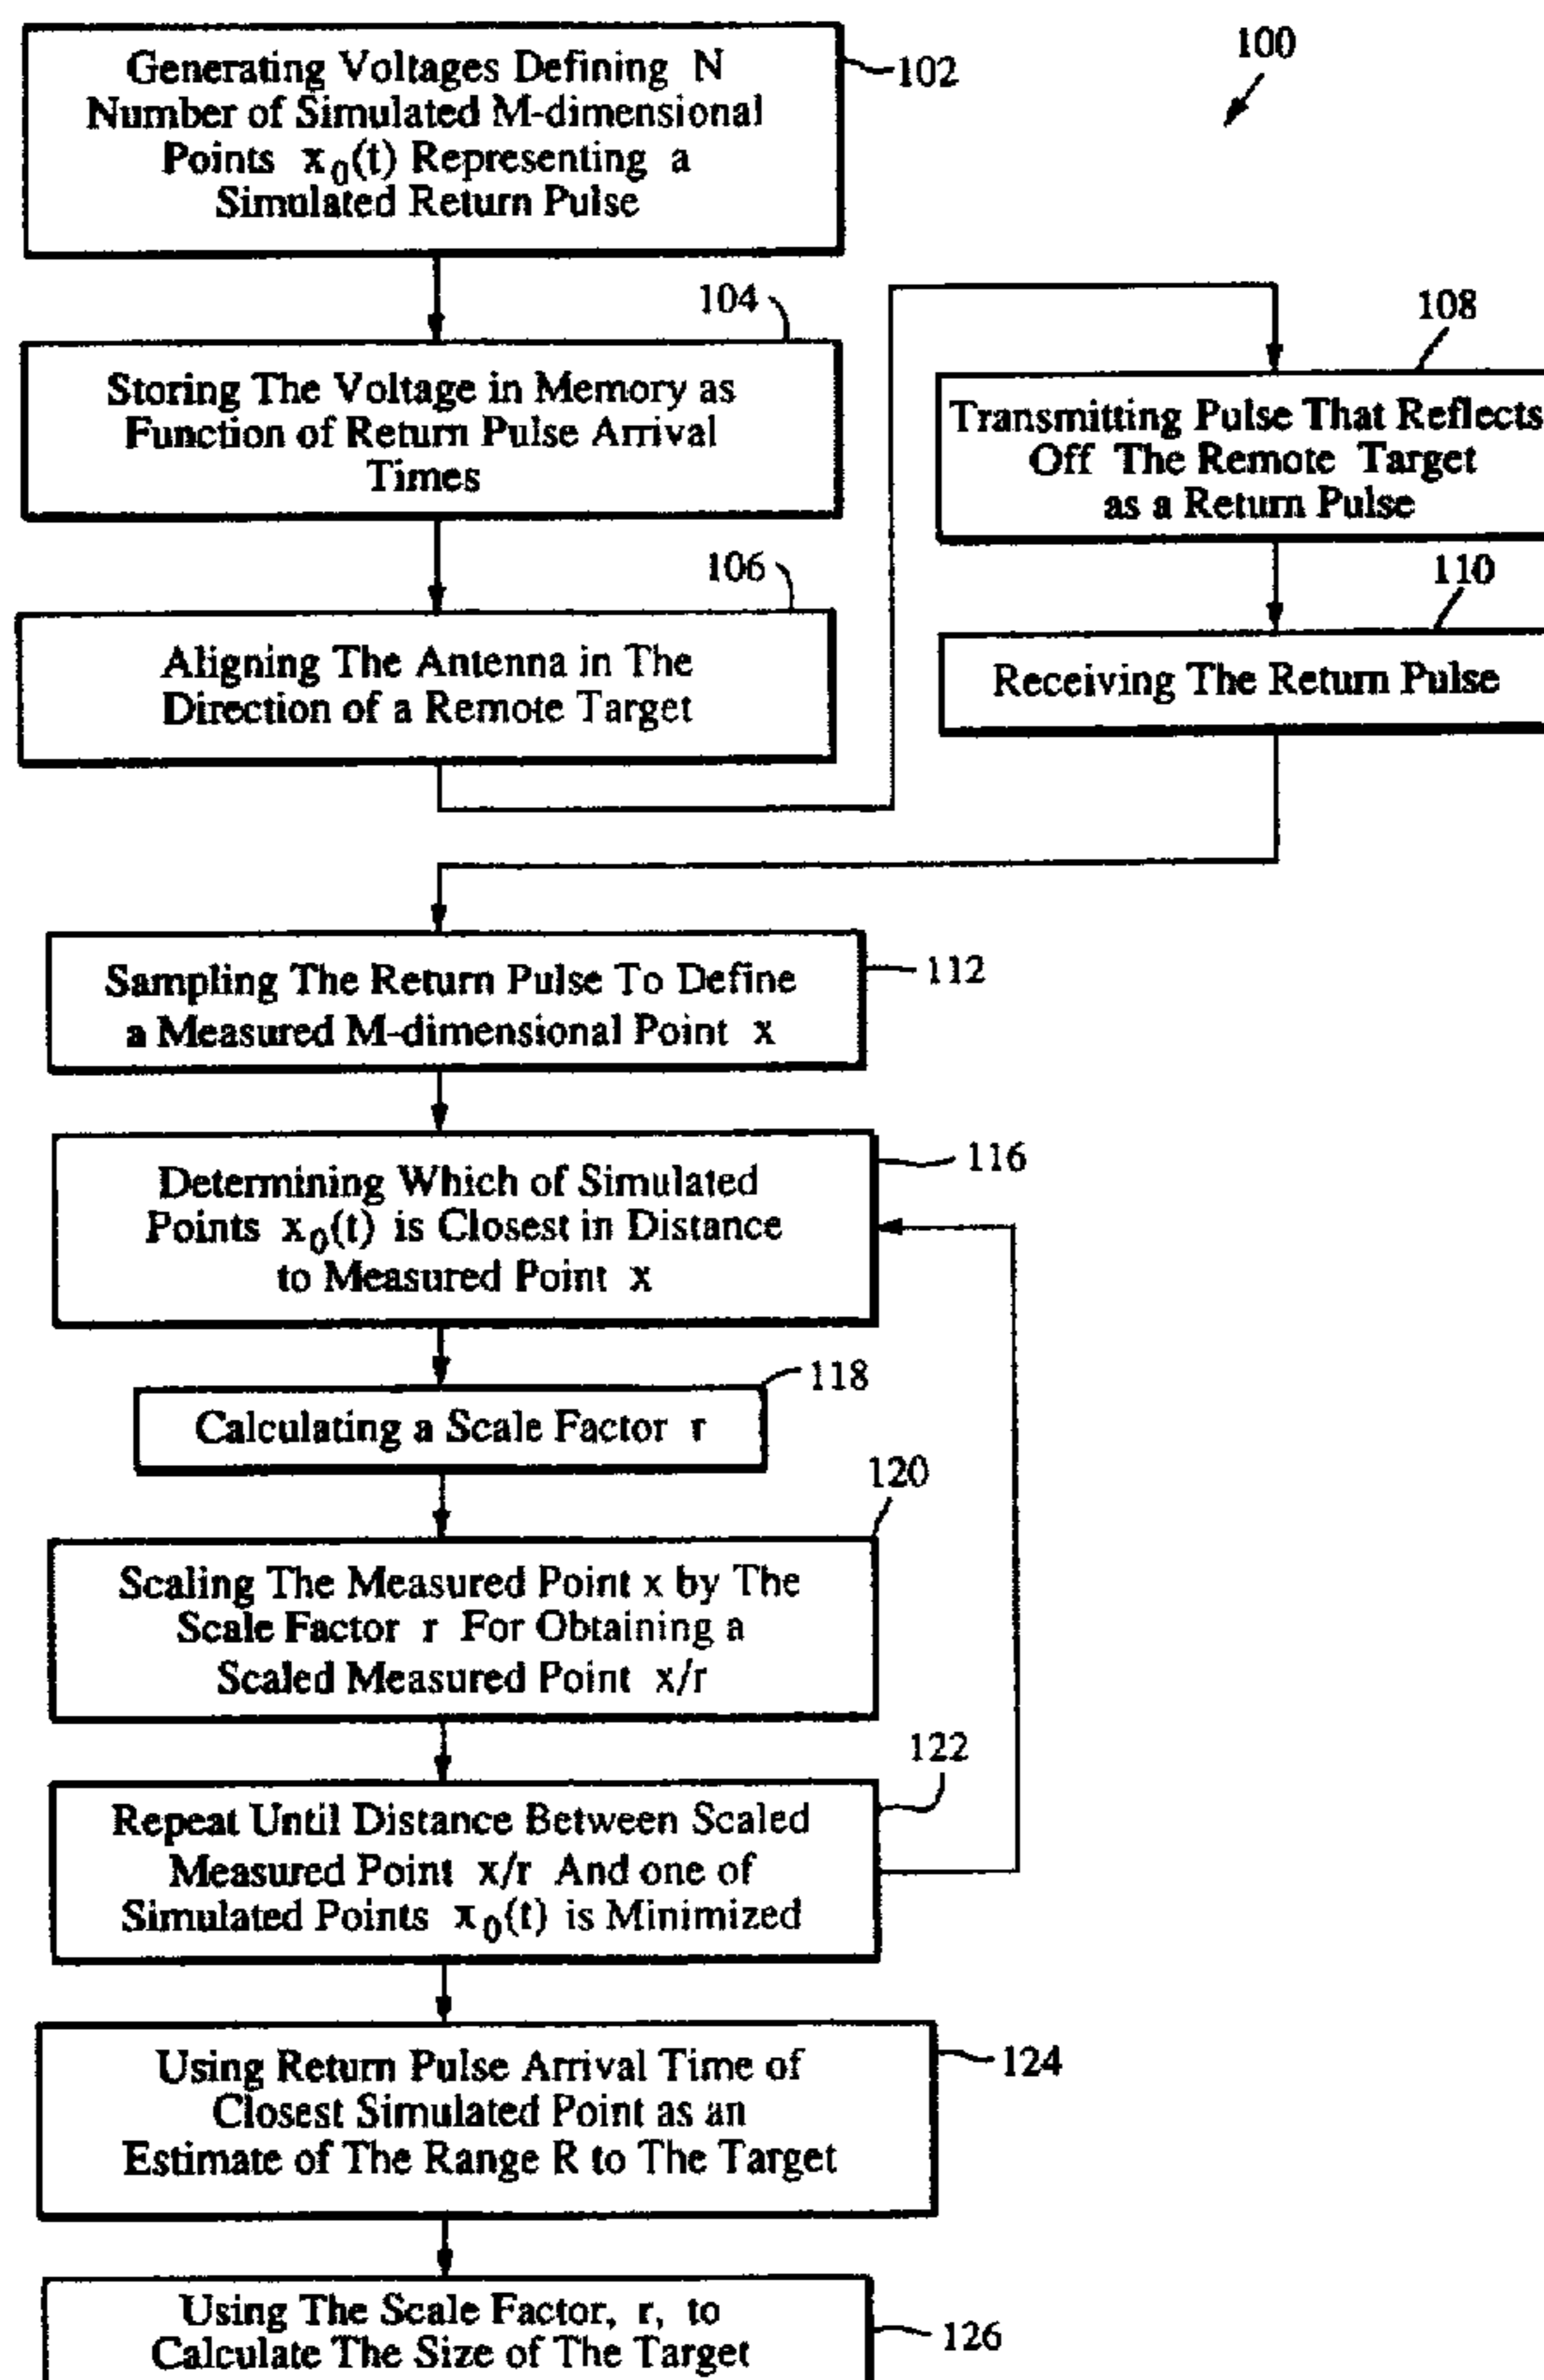 100
Generating Voltages Defining N
Number of Simulated M-dimensional
Points x₀(t) Representing a
Simulated Return Pulse
102
104
Storing The Voltage in Memory as
Function of Return Pulse Arrival
Times
106
Aligning The Antenna in The
Direction of a Remote Target
108
Transmitting Pulse That Reflects
Off The Remote Target
as a Return Pulse
110
Receiving The Return Pulse
Sampling The Return Pulse To Define
a Measured M-dimensional Point x
112
Determining Which of Simulated
Points x₀(t) is Closest in Distance
to Measured Point x
116
118
Calculating a Scale Factor r
120
Scaling The Measured Point x by The
Scale Factor r For Obtaining a
Scaled Measured Point x/r
122
Repeat Until Distance Between Scaled
Measured Point x/r And one of
Simulated Points x₀(t) is Minimized
Using Return Pulse Arrival Time of
Closest Simulated Point as an
Estimate of The Range R to The Target
124
Using The Scale Factor, r, to
Calculate The Size of The Target
126